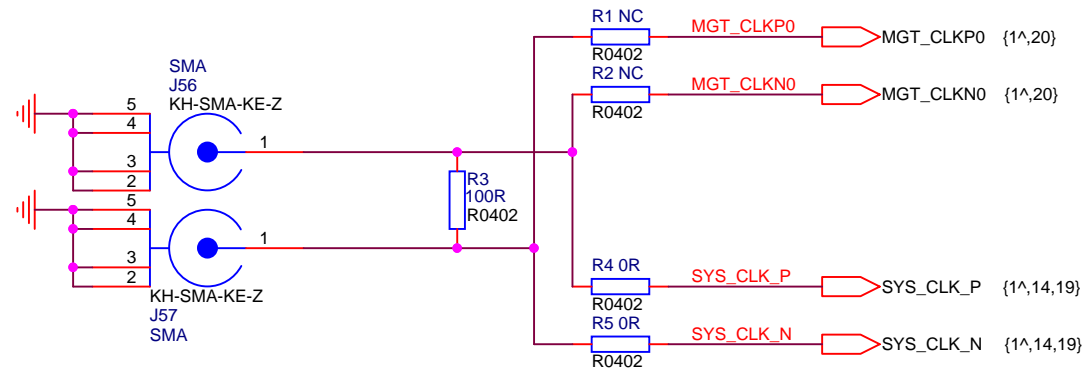 R1 NC
MGT_CLKP0
R0402
MGT_CLKP0 {1^,20}
R2 NC
MGT_CLKN0
R0402
MGT_CLKN0 {1^,20}
SMA
J56
KH-SMA-KE-Z
5
4
3
2
1
R3
100R
R0402
5
4
3
2
1
KH-SMA-KE-Z
J57
SMA
R4 0R
SYS_CLK_P
R0402
SYS_CLK_P {1^,14,19}
R5 0R
SYS_CLK_N
R0402
SYS_CLK_N {1^,14,19}